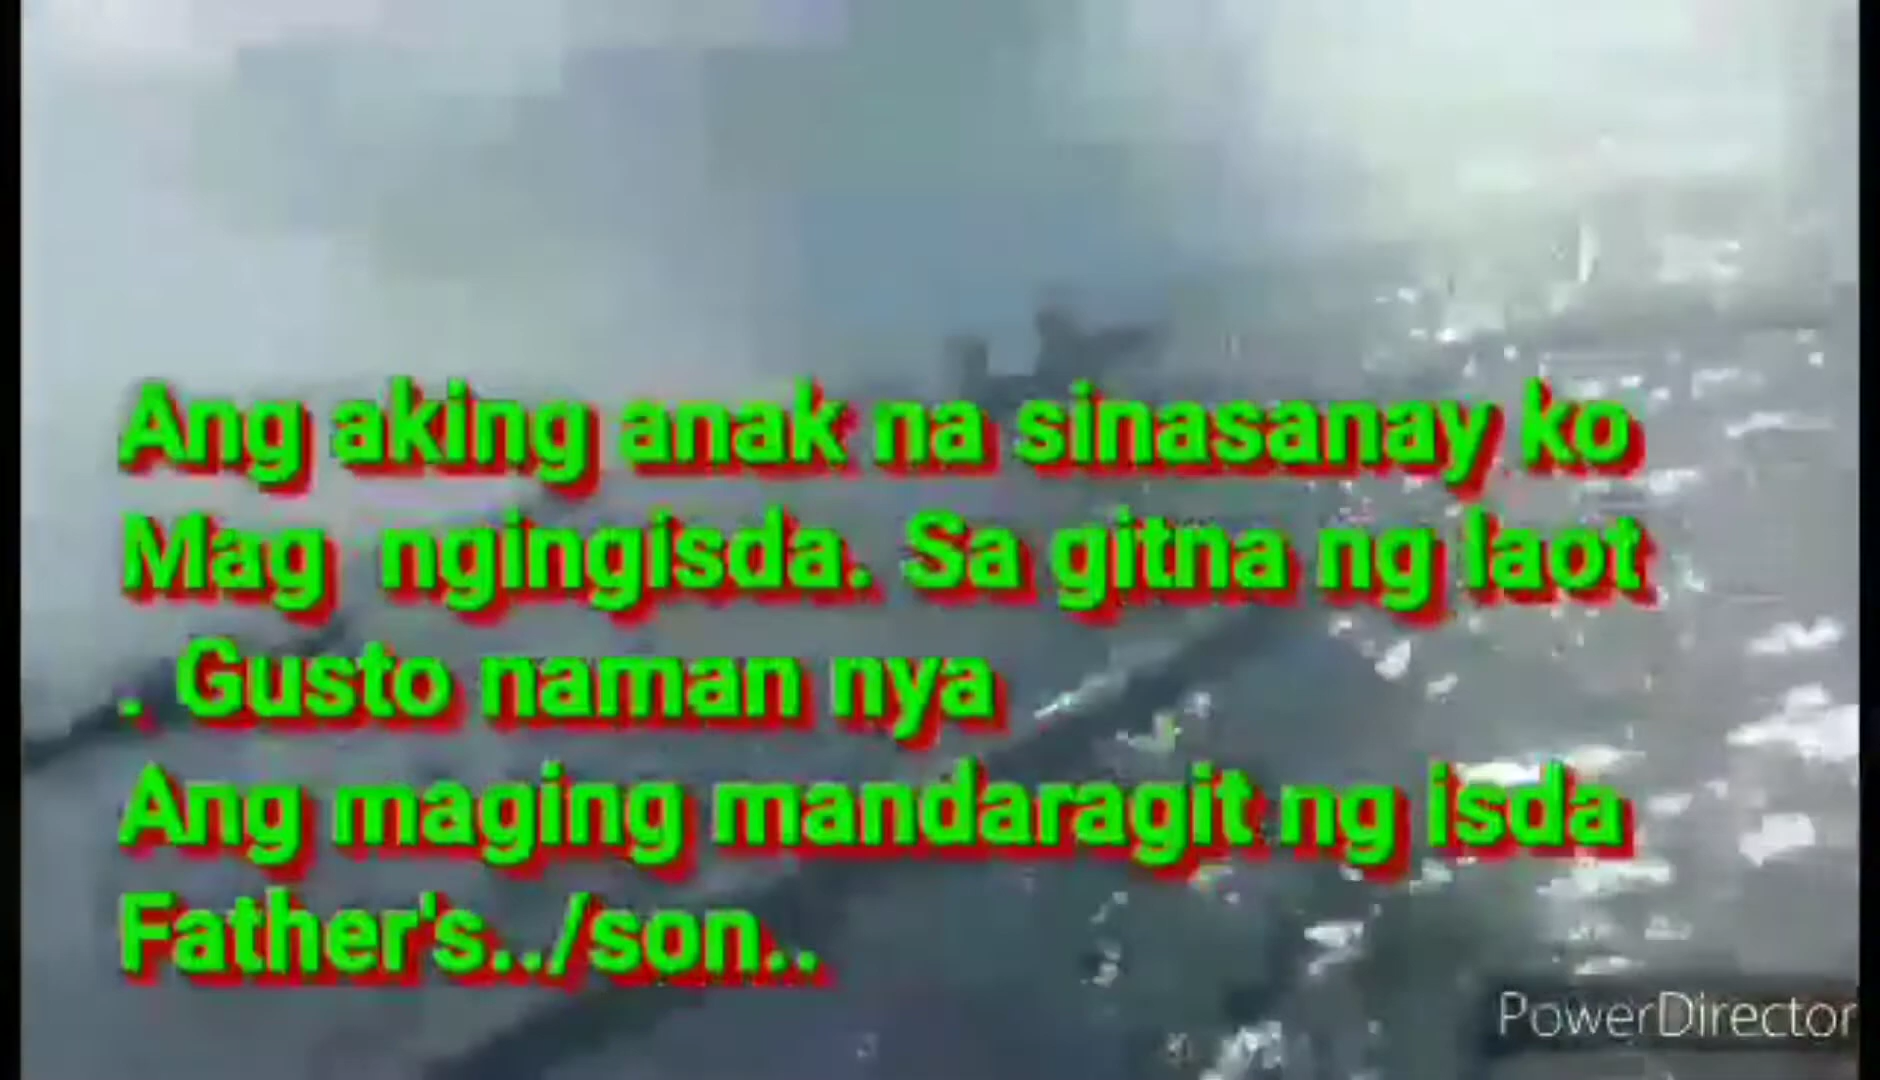 Ang aking anak na sinasanay ko
Mag  ngingisda. Sa gitna ng laot
. Gusto naman nya
Ang maging mandaragit ng isda
Father's../son..
PowerDirector